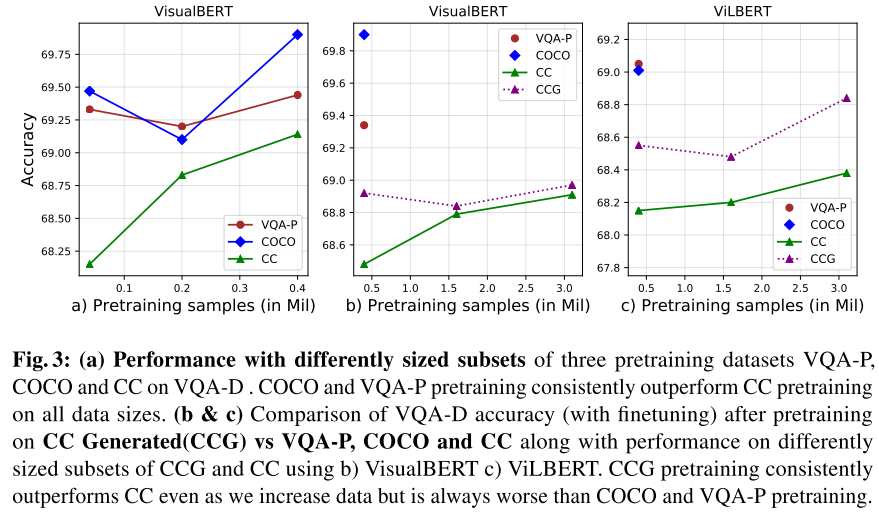 VisualBERT
69.75
69.50
69.25
69.00
68.75
68.50
68.25
Accuracy
0.1
0.2
0.3
0.4
VQA-P
COCO
CC
a) Pretraining samples (in Mil)
VisualBERT
69.8
69.6
69.4
69.2
69.0
68.8
68.6
0.5
1.0
1.5
2.0
2.5
3.0
VQA-P
COCO
CC
CCG
b) Pretraining samples (in Mil)
ViLBERT
69.2
69.0
68.8
68.6
68.4
68.2
68.0
67.8
0.5
1.0
1.5
2.0
2.5
3.0
VQA-P
COCO
CC
CCG
c) Pretraining samples (in Mil)
Fig. 3: (a) Performance with differently sized subsets of three pretraining datasets VQA-P,
COCO and CC on VQA-D . COCO and VQA-P pretraining consistently outperform CC pretraining
on all data sizes. (b & c) Comparison of VQA-D accuracy (with finetuning) after pretraining
on CC Generated(CCG) vs VQA-P, COCO and CC along with performance on differently
sized subsets of CCG and CC using b) VisualBERT c) ViLBERT. CCG pretraining consistently
outperforms CC even as we increase data but is always worse than COCO and VQA-P pretraining.